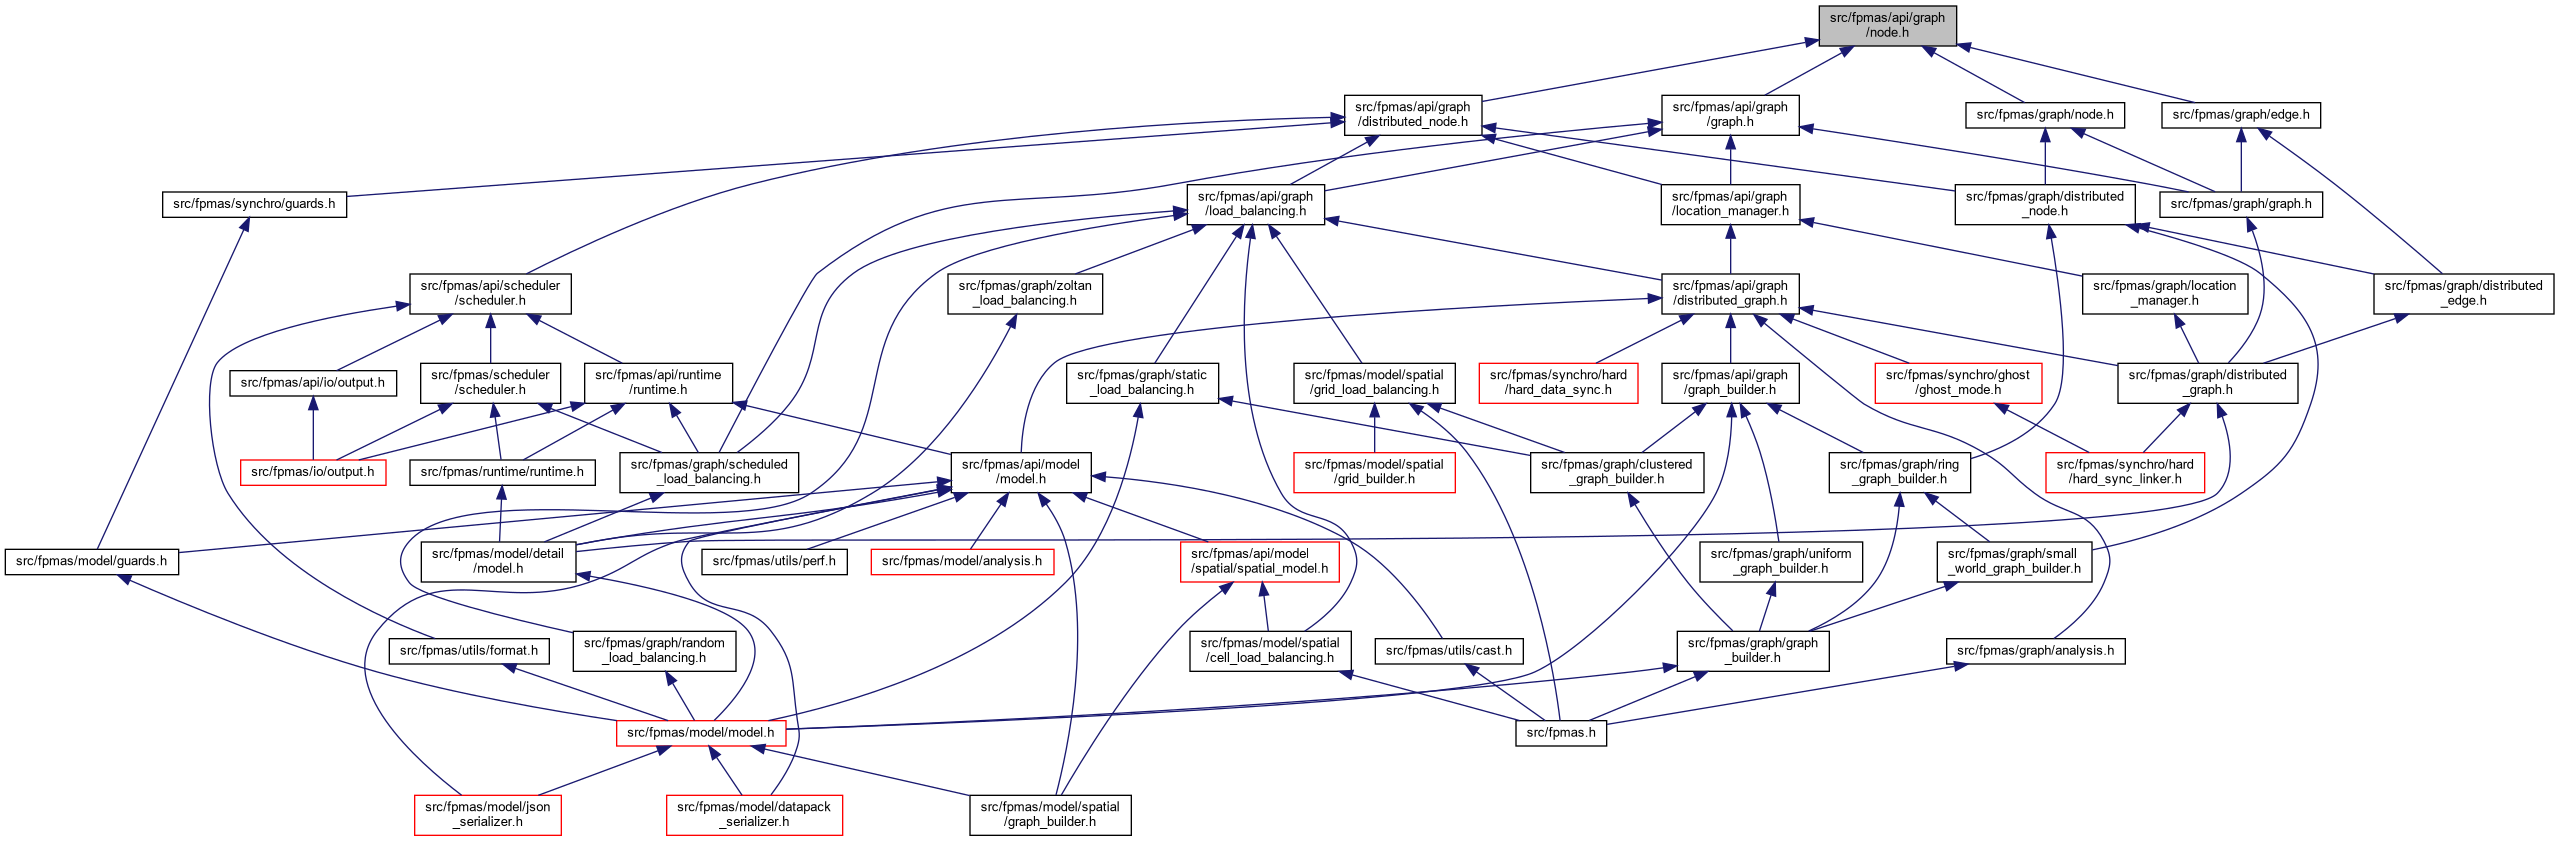 src/fpmas/api/graph
/node.h
src/fpmas/api/graph
/distributed_node.h
src/fpmas/api/graph
/graph.h
src/fpmas/graph/node.h
src/fpmas/graph/edge.h
src/fpmas/synchro/guards.h
src/fpmas/api/graph
/load_balancing.h
src/fpmas/api/graph
/location_manager.h
src/fpmas/graph/distributed
_node.h
src/fpmas/graph/graph.h
src/fpmas/api/scheduler
/scheduler.h
src/fpmas/graph/zoltan
_load_balancing.h
src/fpmas/api/graph
/distributed_graph.h
src/fpmas/graph/location
_manager.h
src/fpmas/graph/distributed
_edge.h
src/fpmas/api/io/output.h
src/fpmas/scheduler
/scheduler.h
src/fpmas/api/runtime
/runtime.h
src/fpmas/graph/static
_load_balancing.h
src/fpmas/model/spatial
/grid_load_balancing.h
src/fpmas/synchro/hard
/hard_data_sync.h
src/fpmas/api/graph
/graph_builder.h
src/fpmas/synchro/ghost
/ghost_mode.h
src/fpmas/graph/distributed
_graph.h
src/fpmas/io/output.h
src/fpmas/runtime/runtime.h
src/fpmas/graph/scheduled
_load_balancing.h
src/fpmas/api/model
/model.h
src/fpmas/model/spatial
/grid_builder.h
src/fpmas/graph/clustered
_graph_builder.h
src/fpmas/graph/ring
_graph_builder.h
src/fpmas/synchro/hard
/hard_sync_linker.h
src/fpmas/model/guards.h
src/fpmas/model/detail
/model.h
src/fpmas/utils/perf.h
src/fpmas/model/analysis.h
src/fpmas/api/model
/spatial/spatial_model.h
src/fpmas/graph/uniform
_graph_builder.h
src/fpmas/graph/small
_world_graph_builder.h
src/fpmas/utils/format.h
src/fpmas/graph/random
_load_balancing.h
src/fpmas/model/spatial
/cell_load_balancing.h
src/fpmas/utils/cast.h
src/fpmas/graph/graph
_builder.h
src/fpmas/graph/analysis.h
src/fpmas/model/model.h
src/fpmas.h
src/fpmas/model/json
_serializer.h
src/fpmas/model/datapack
_serializer.h
src/fpmas/model/spatial
/graph_builder.h